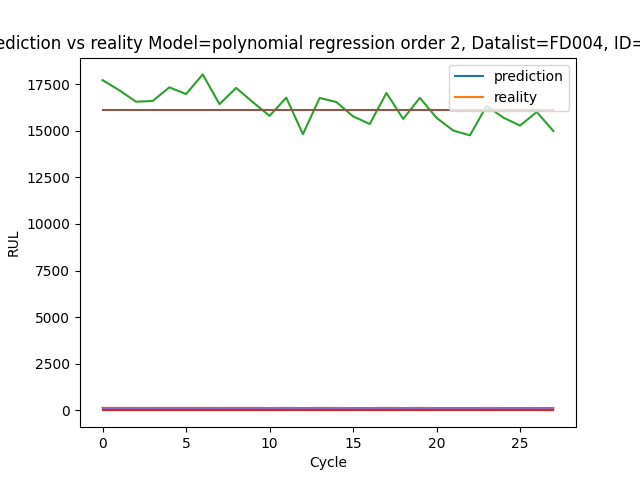 ediction vs reality Model=polynomial regression order 2, Datalist=FD004, ID=
prediction
reality
17500
15000
12500
10000
7500
5000
2500
0
RUL
0 5 10 15 20 25
Cycle